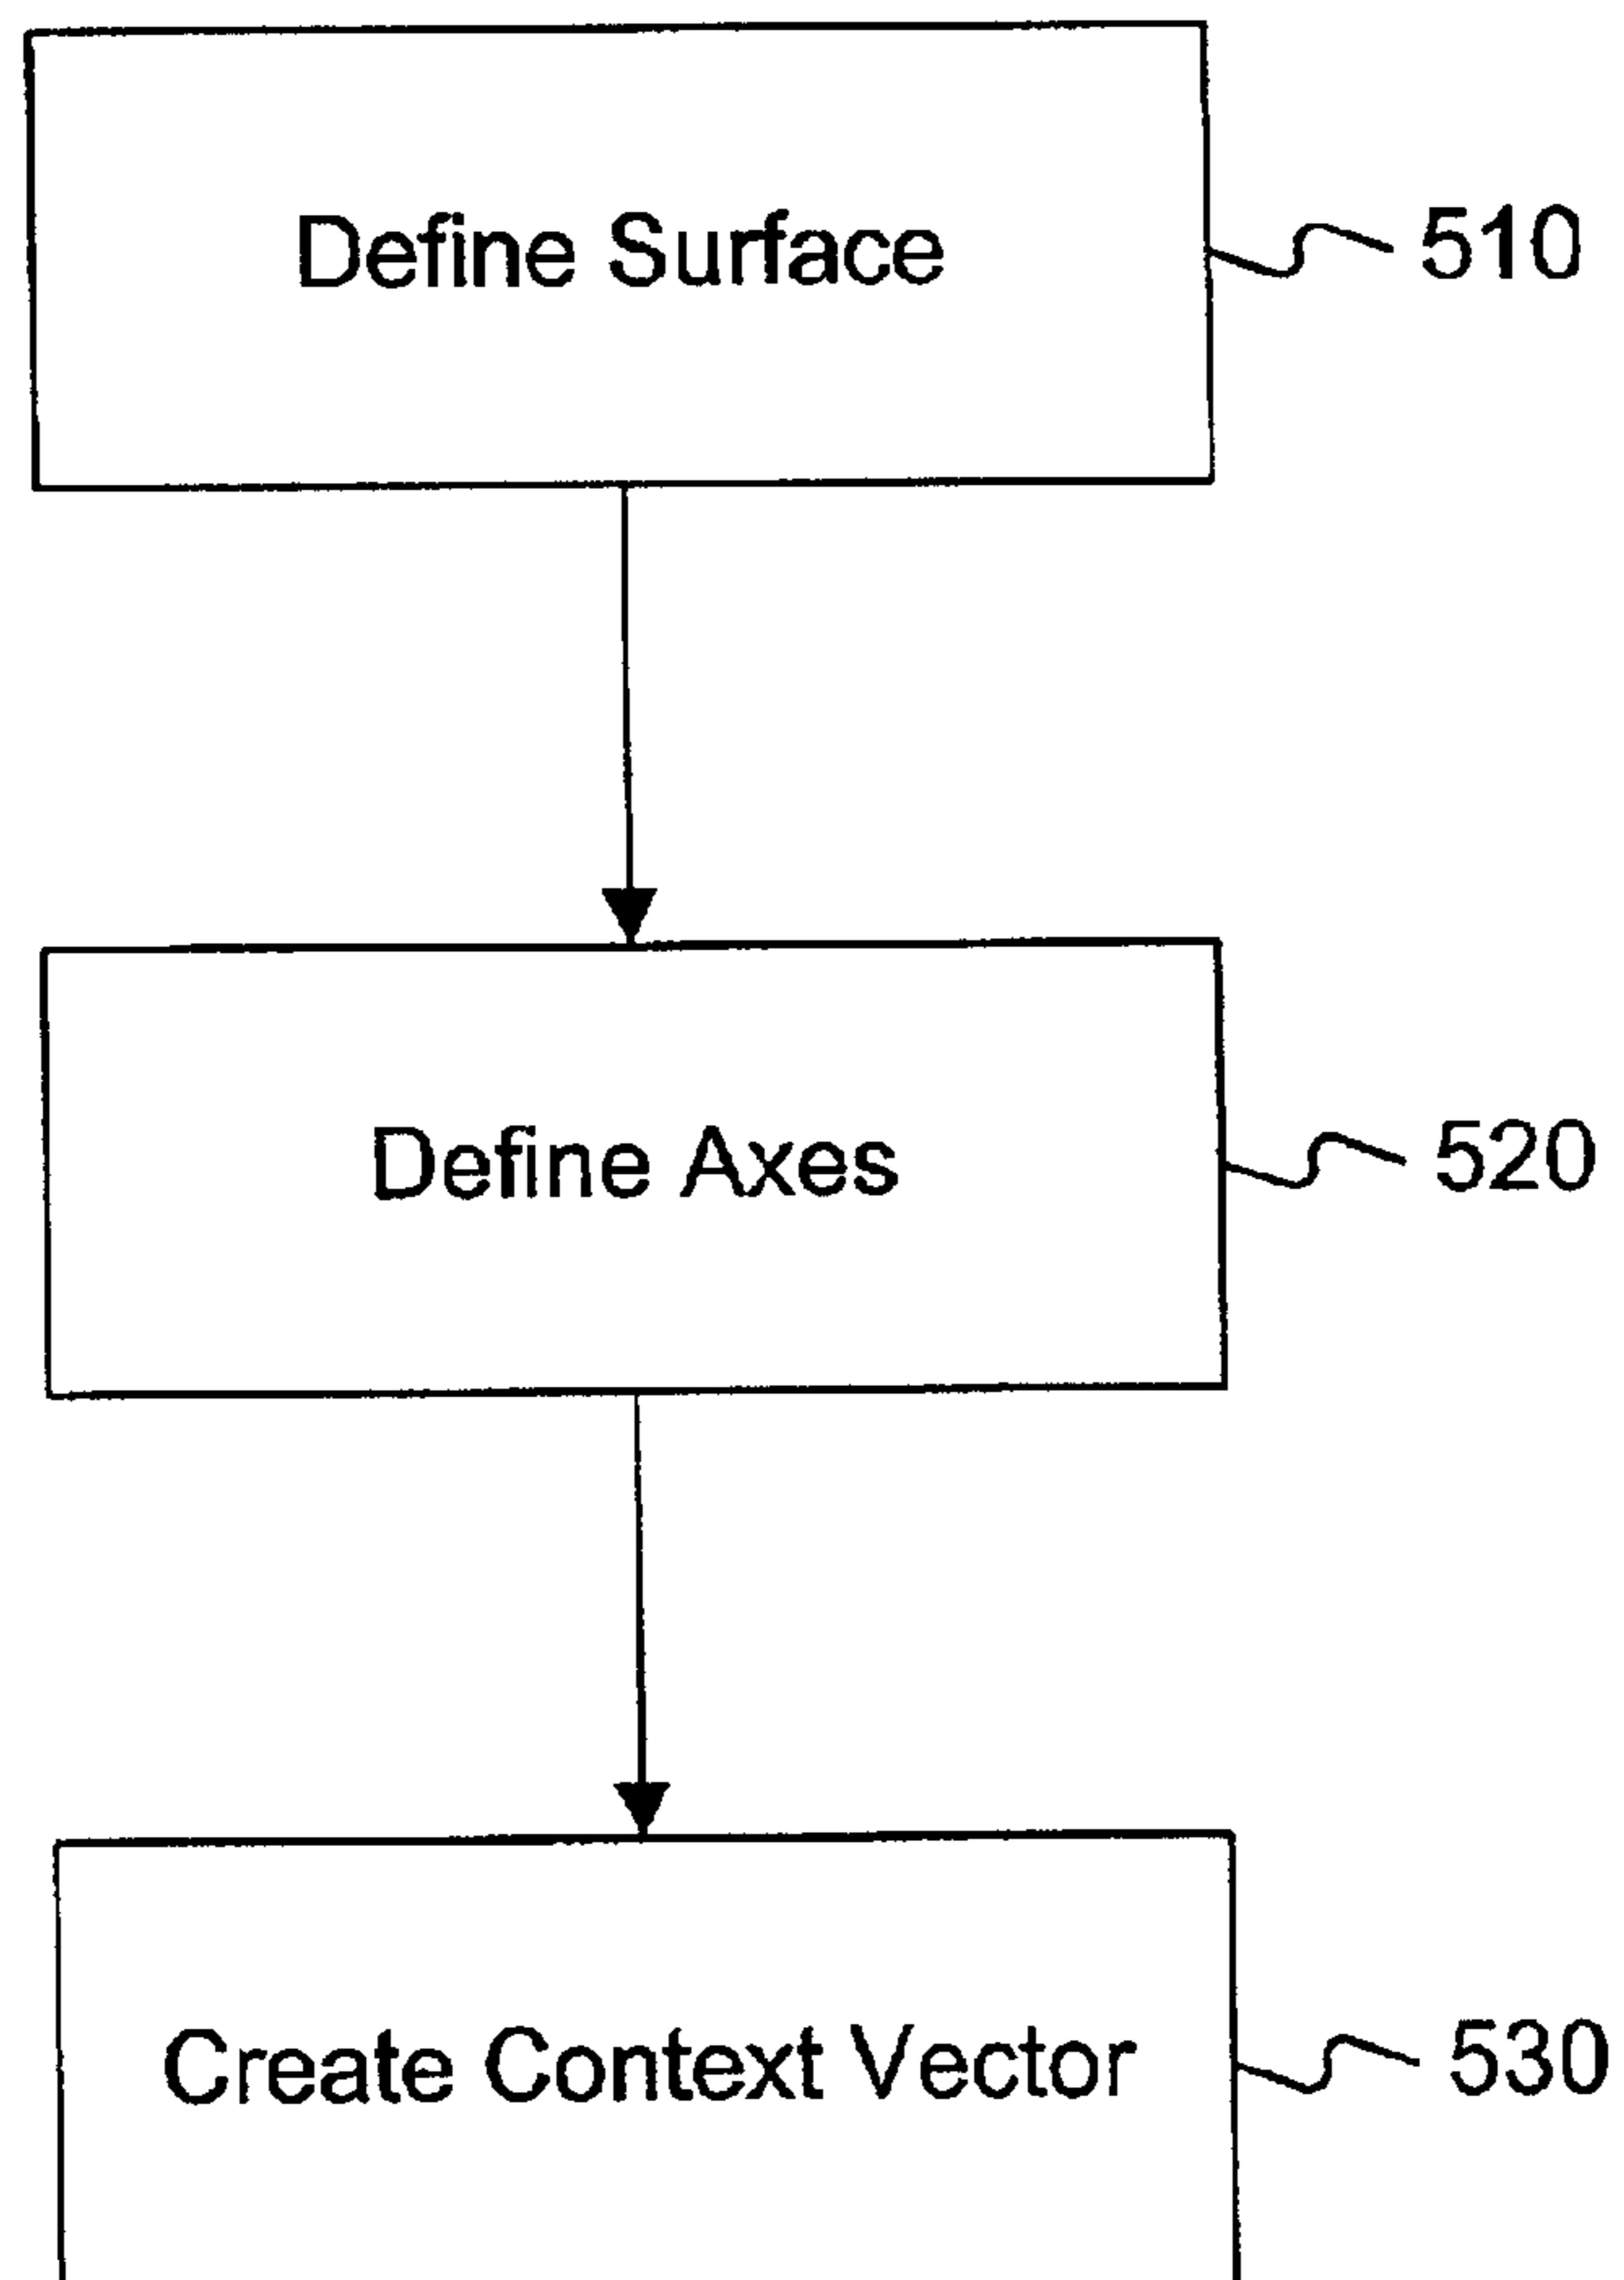 Define Surface
510
Define Axes
520
Create Context Vector
530